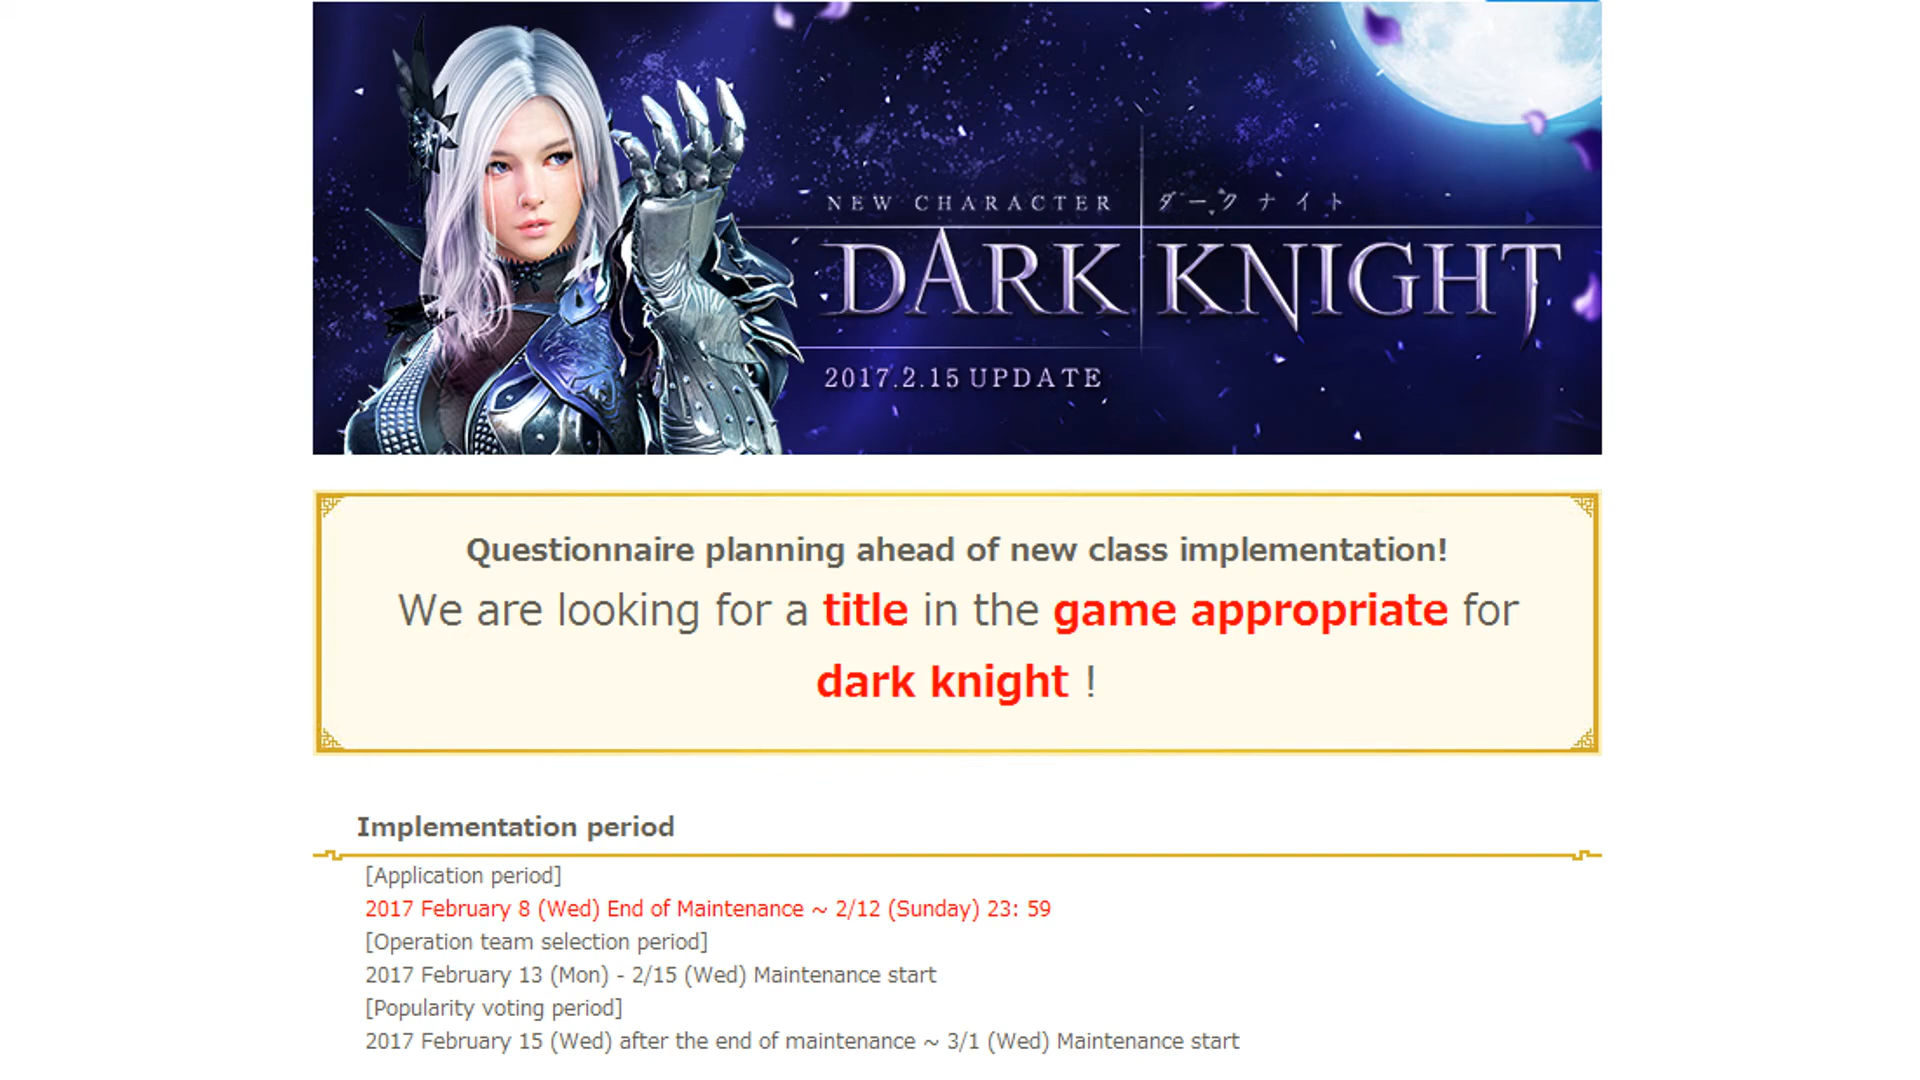 NEW CHARACTER ダークナイト
DARK KNIGHT
2017.2.15 UPDATE
Questionnaire planning ahead of new class implementation!
We are looking for a title in the game appropriate for
dark knight !
Implementation period
[Application period]
2017 February 8 (Wed) End of Maintenance ~ 2/12 (Sunday) 23: 59
[Operation team selection period]
2017 February 13 (Mon) - 2/15 (Wed) Maintenance start
[Popularity voting period]
2017 February 15 (Wed) after the end of maintenance ~ 3/1 (Wed) Maintenance start